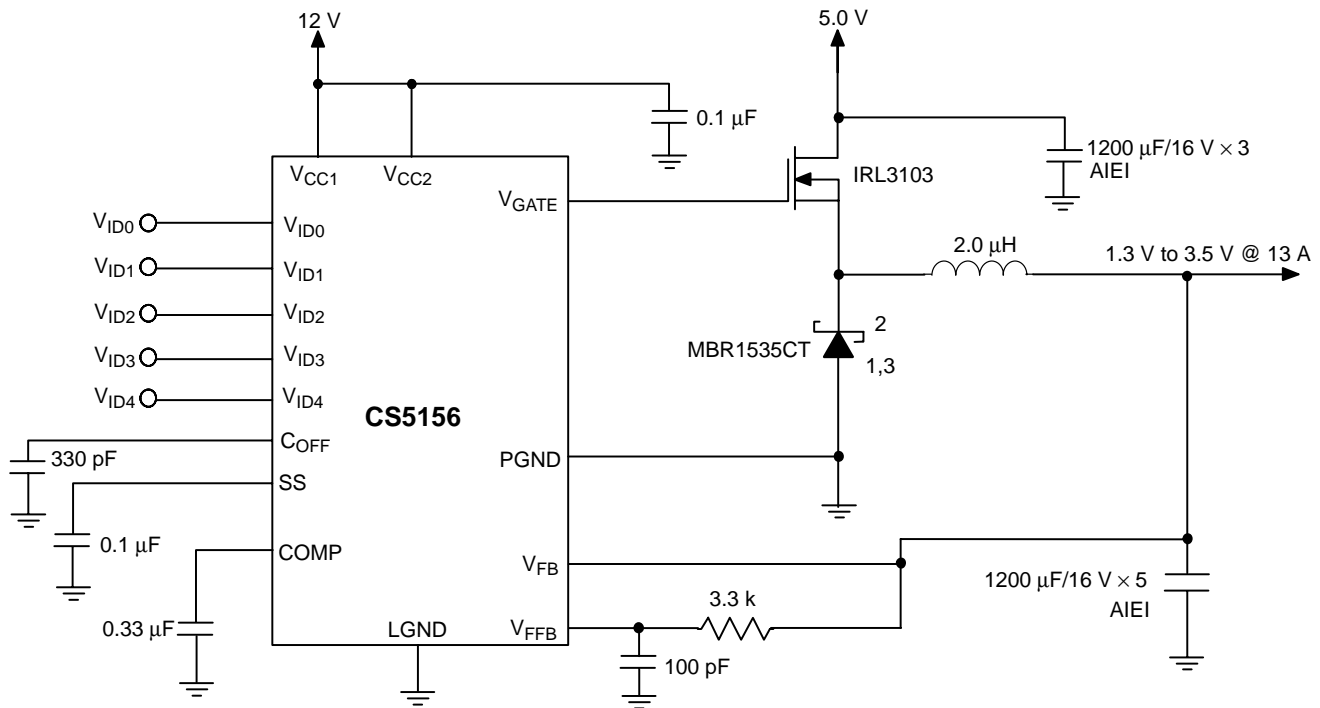 12 V
5.0 V
0.1 μF
1200 μF/16 V × 3
AIEI
VCC1
VCC2
IRL3103
VGATE
VID0
VID0
VID1
VID1
VID2
VID2
VID3
VID3
VID4
VID4
2.0 μH
1.3 V to 3.5 V @ 13 A
MBR1535CT
2
1,3
CS5156
COFF
330 pF
PGND
SS
0.1 μF
COMP
VFB
1200 μF/16 V × 5
AIEI
3.3 k
0.33 μF
LGND
VFFB
100 pF